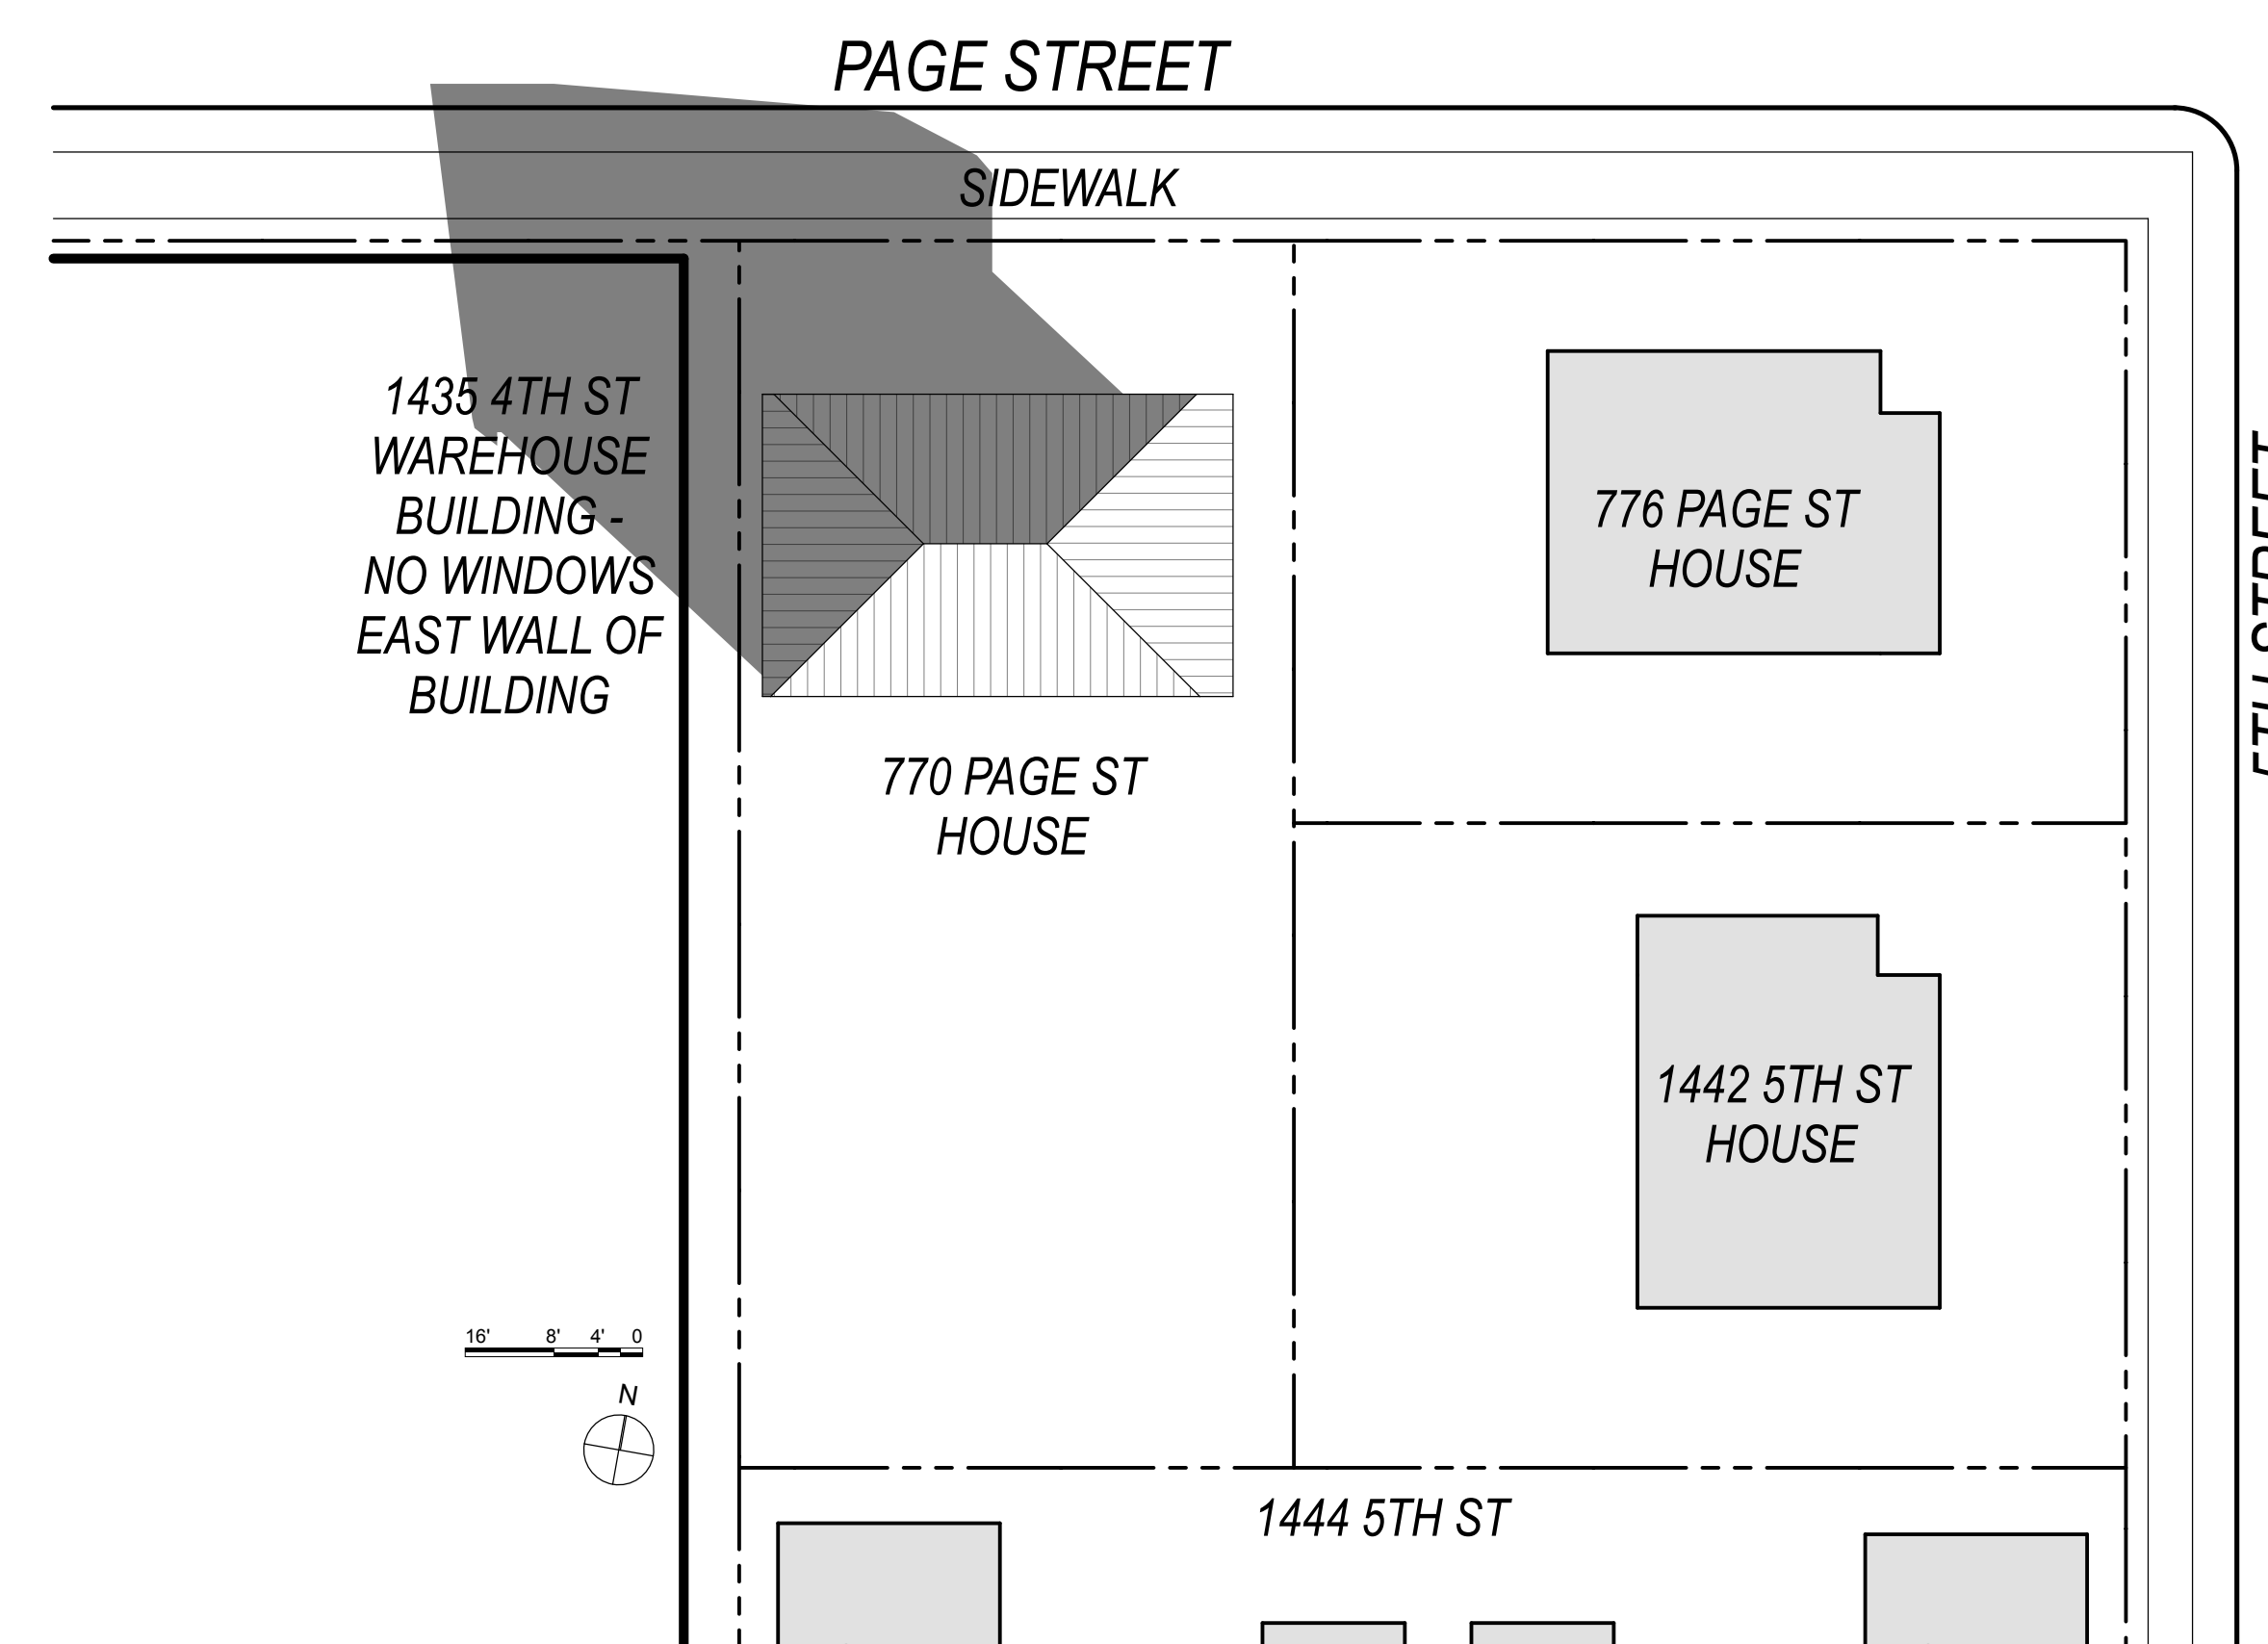 PAGE STREET
SIDEWALK
1435 4TH ST
WAREHOUSE
BUILDING -
NO WINDOWS
EAST WALL OF
BUILDING
776 PAGE ST
HOUSE
770 PAGE ST
HOUSE
1442 5TH ST
HOUSE
16' 8' 4' 0
N
1444 5TH ST